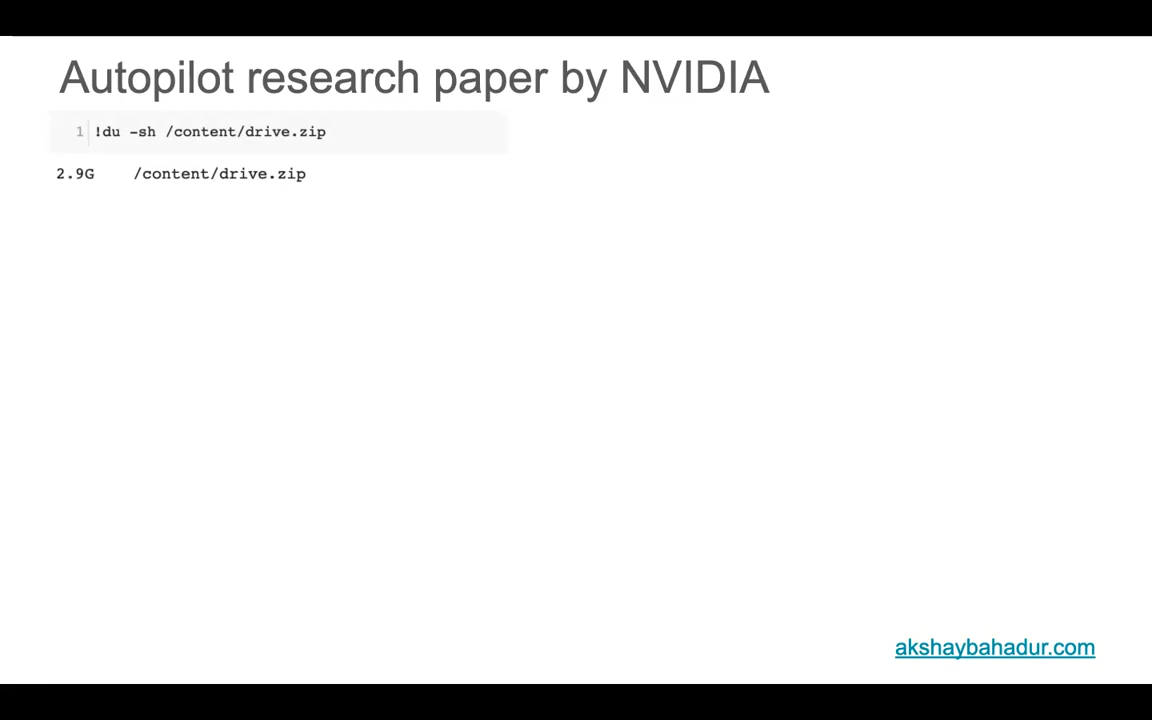 Autopilot research paper by NVIDIA
1 !du -sh /content/drive.zip
2.9G /content/drive.zip
akshaybahadur.com